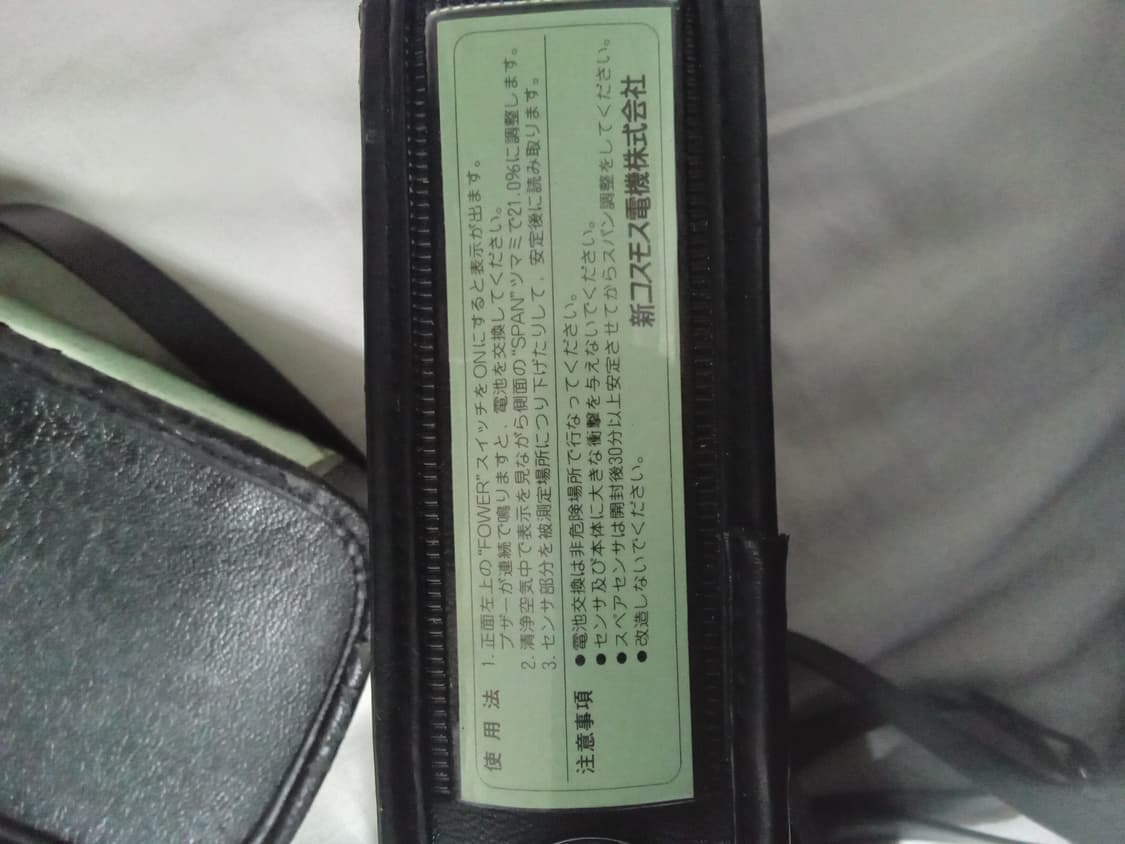 使用法 1. 正面左上の"FOWER"スイッチをONにすると表示が出ます。
ブザーが連続で鳴りますと、電池を交換してください。
2. 清浄空気中で表示を見ながら側面の"SPAN"ツマミで21.0%に調整します。
3. センサ部分を被測定場所につり下げたりして、安定後に読み取ります。
注意事項 ●電池交換は非危険場所で行なってください。
●センサ及び本体に大きな衝撃を与えないでください。
●スペアセンサは開封後30分以上安定させてからスパン調整をしてください。
●改造しないでください。
新コスモス電機株式会社